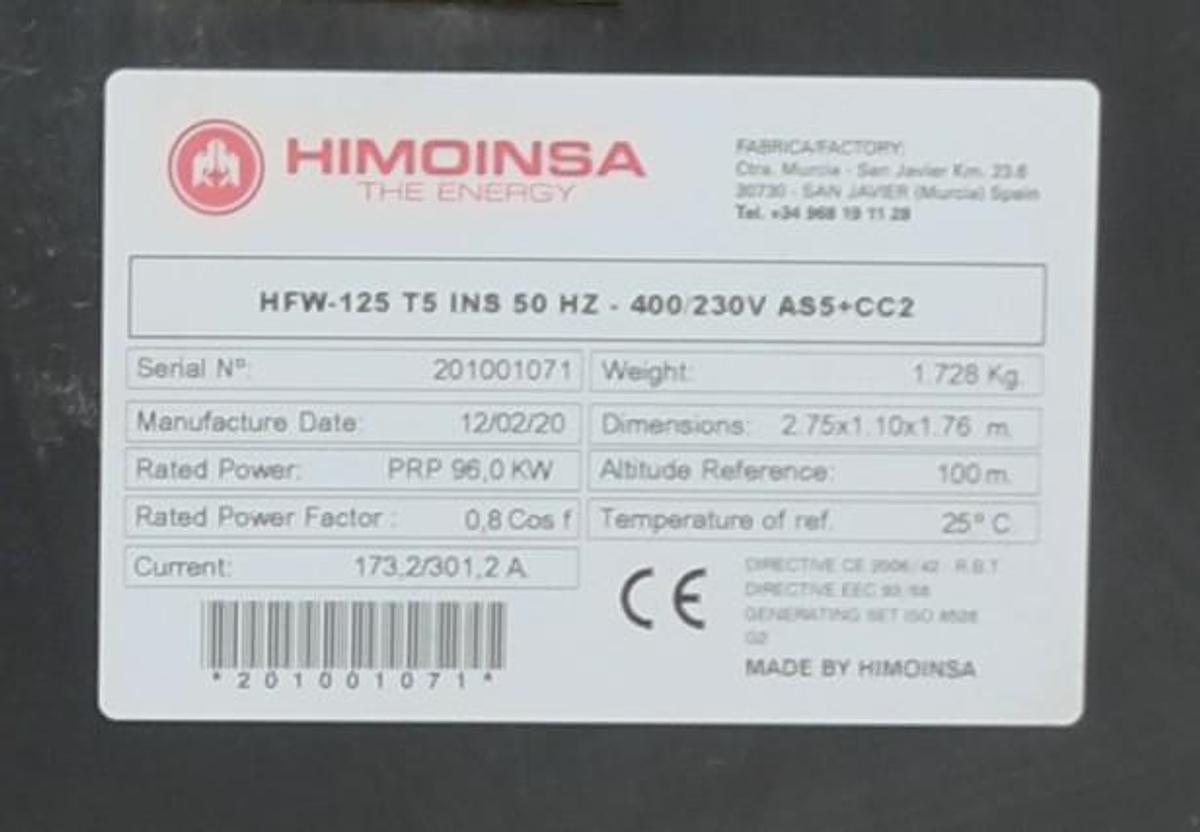 HIMOINSA
THE ENERGY
FABRICA/FACTORY:
Ctra. Murcia - San Javier Km. 23.6
30730 - SAN JAVIER (Murcia) Spain
Tel. +34 968 19 11 28
HFW-125 T5 INS 50 HZ - 400/230V AS5+CC2
Serial Nº: 201001071
Weight: 1.728 Kg.
Manufacture Date: 12/02/20
Dimensions: 2.75x1.10x1.76 m.
Rated Power: PRP 96,0 KW
Altitude Reference: 100 m.
Rated Power Factor : 0,8 Cos f
Temperature of ref. 25º C
Current: 173,2/301,2 A
CE
DIRECTIVE CE 2006/42 - R.B.T
DIRECTIVE EEC 93/68
GENERATING SET ISO 8528
G2
MADE BY HIMOINSA
*201001071*